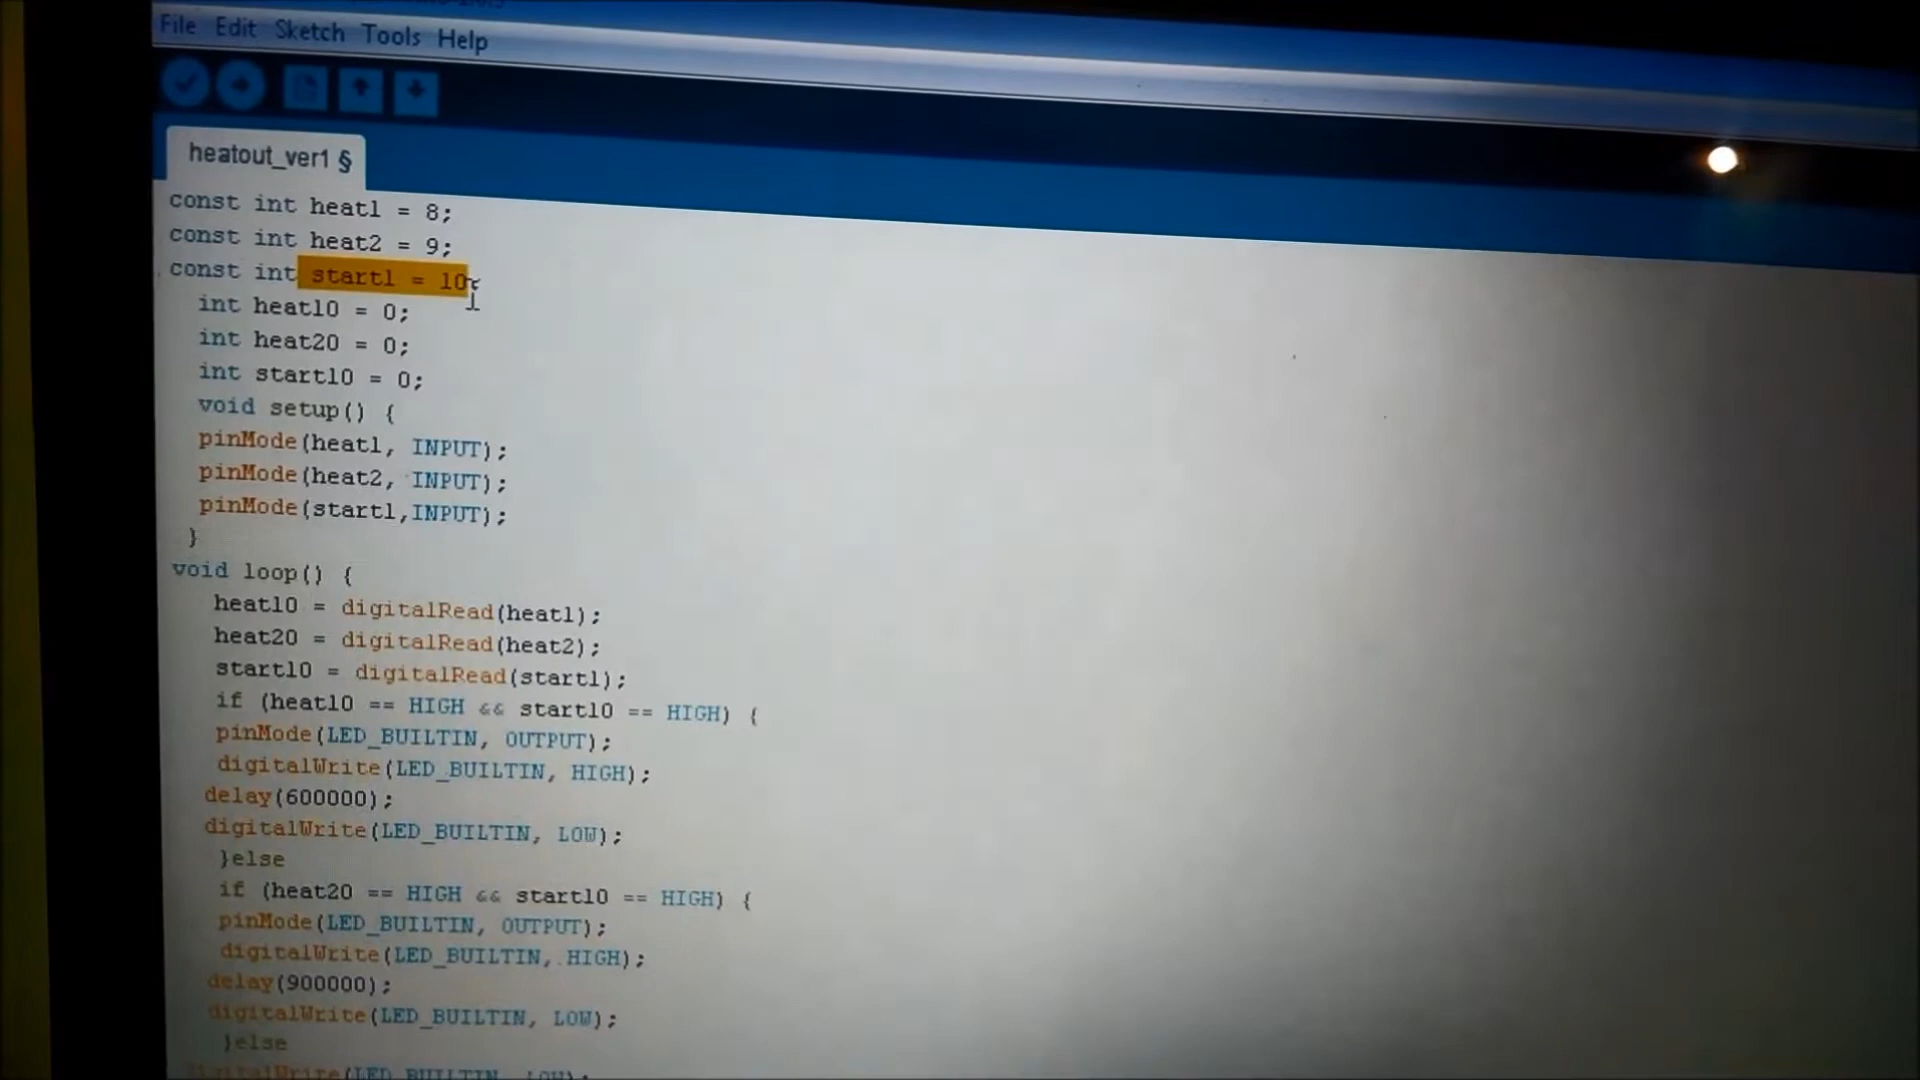 File Edit Sketch Tools Help
heatout_ver1 §
const int heat1 = 8;
const int heat2 = 9;
const int start1 = 10
int heat10 = 0;
int heat20 = 0;
int start10 = 0;
void setup() {
pinMode(heat1, INPUT);
pinMode(heat2, INPUT);
pinMode(start1,INPUT);
}
void loop() {
heat10 = digitalRead(heat1);
heat20 = digitalRead(heat2);
start10 = digitalRead(start1);
if (heat10 == HIGH && start10 == HIGH) {
pinMode(LED_BUILTIN, OUTPUT);
digitalWrite(LED_BUILTIN, HIGH);
delay(600000);
digitalWrite(LED_BUILTIN, LOW);
}else
if (heat20 == HIGH && start10 == HIGH) {
pinMode(LED_BUILTIN, OUTPUT);
digitalWrite(LED_BUILTIN, HIGH);
delay(900000);
digitalWrite(LED_BUILTIN, LOW);
}else
digitalWrite(LED_BUILTIN, LOW);